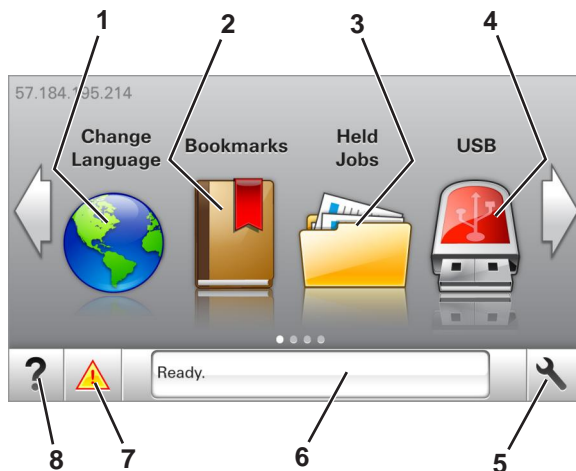 1 2 3 4
57.184.195.214
Change Language
Bookmarks
Held Jobs
USB
?
Ready.
8 7 6 5